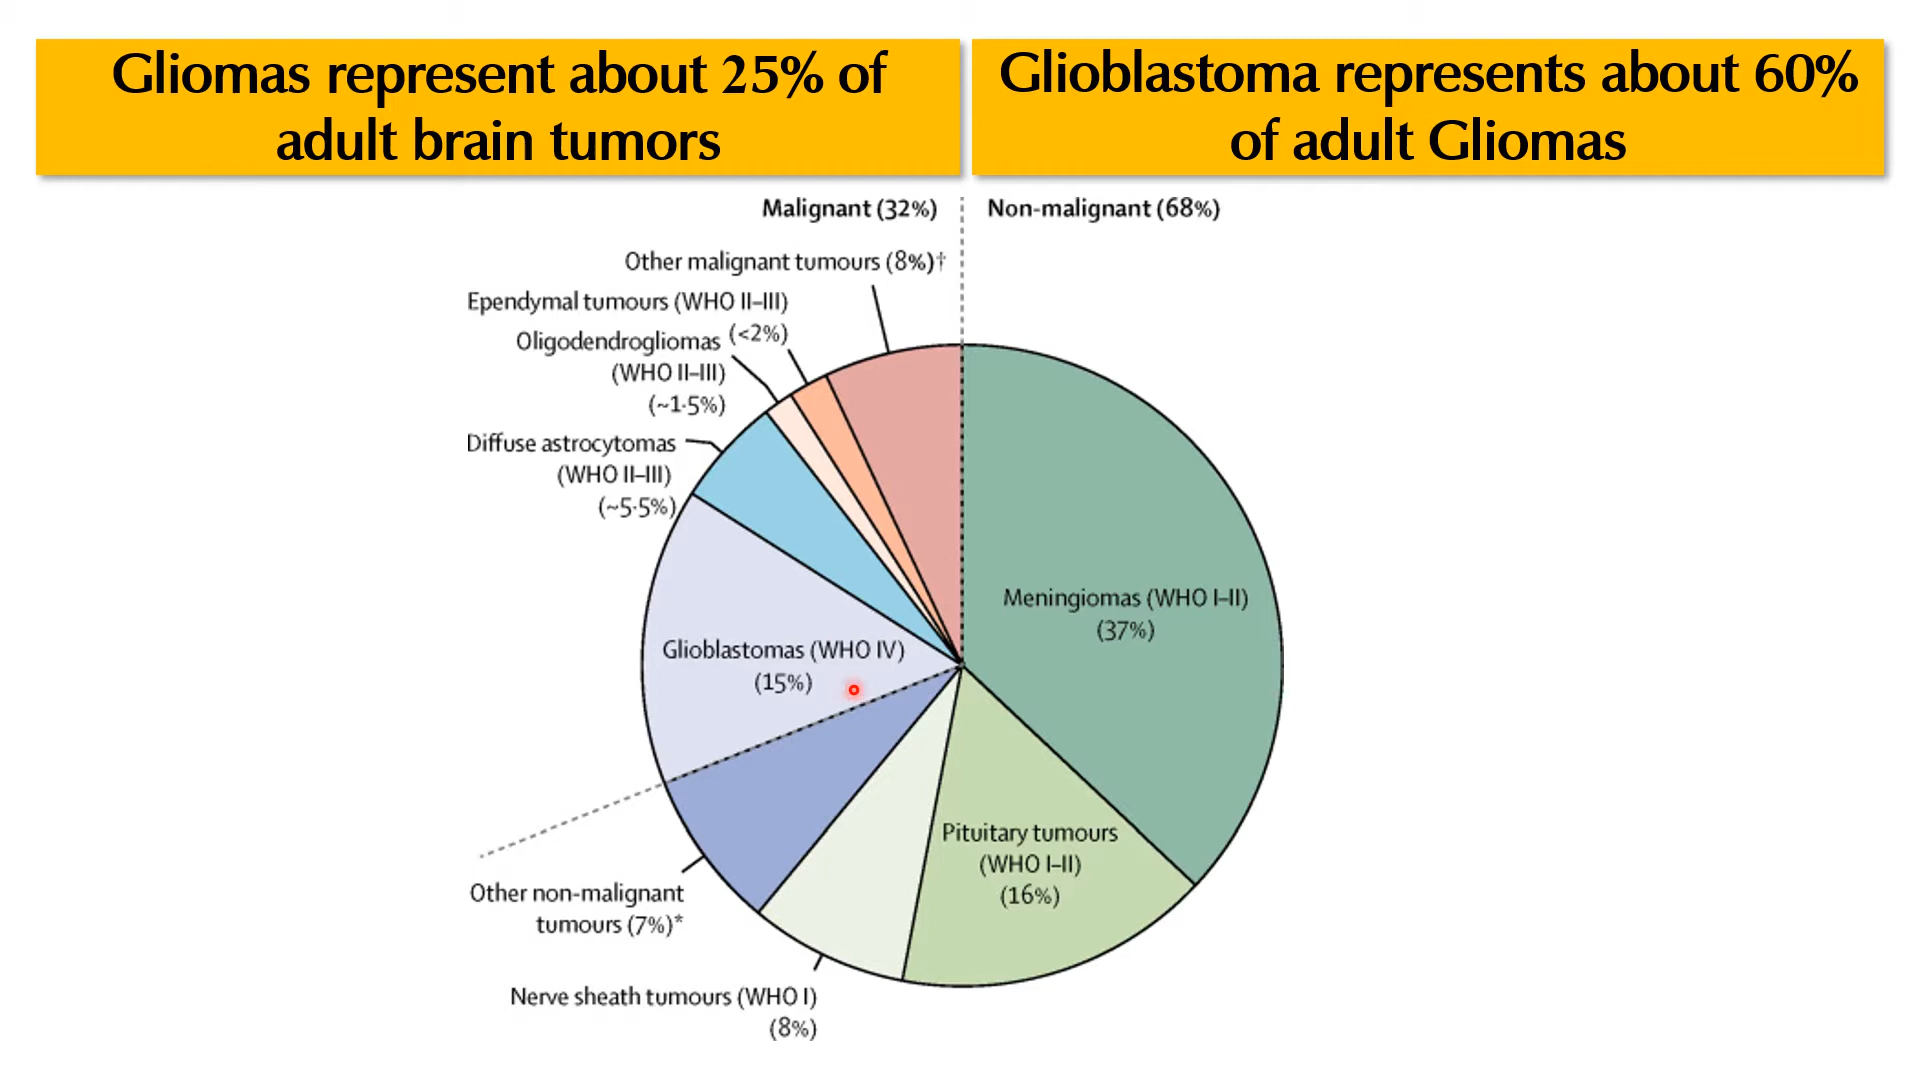 Gliomas represent about 25% of
adult brain tumors
Glioblastoma represents about 60%
of adult Gliomas
Malignant (32%)
Non-malignant (68%)
Other malignant tumours (8%)†
Ependymal tumours (WHO II–III)
(<2%)
Oligodendrogliomas
(WHO II–III)
(~1·5%)
Diffuse astrocytomas
(WHO II–III)
(~5·5%)
Glioblastomas (WHO IV)
(15%)
Meningiomas (WHO I–II)
(37%)
Pituitary tumours
(WHO I–II)
(16%)
Other non-malignant
tumours (7%)*
Nerve sheath tumours (WHO I)
(8%)